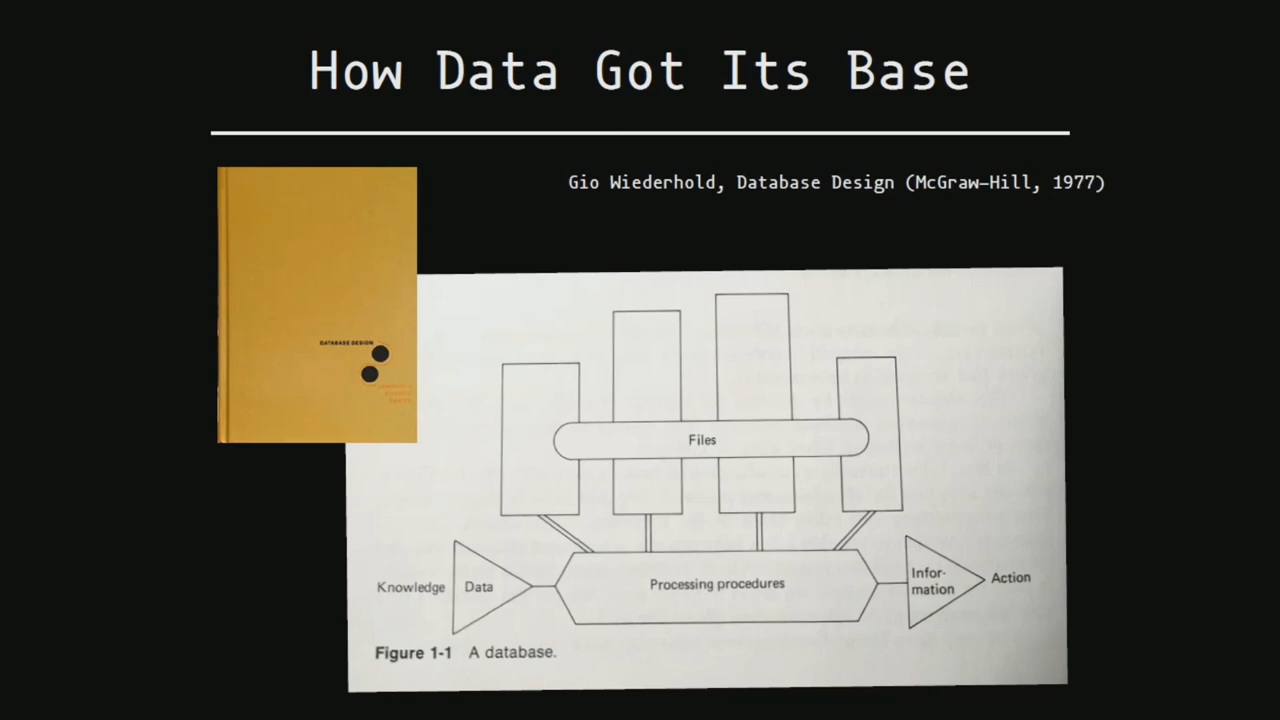 How Data Got Its Base
Gio Wiederhold, Database Design (McGraw-Hill, 1977)
DATABASE DESIGN
Files
Knowledge
Data
Processing procedures
Infor-
mation
Action
Figure 1-1 A database.